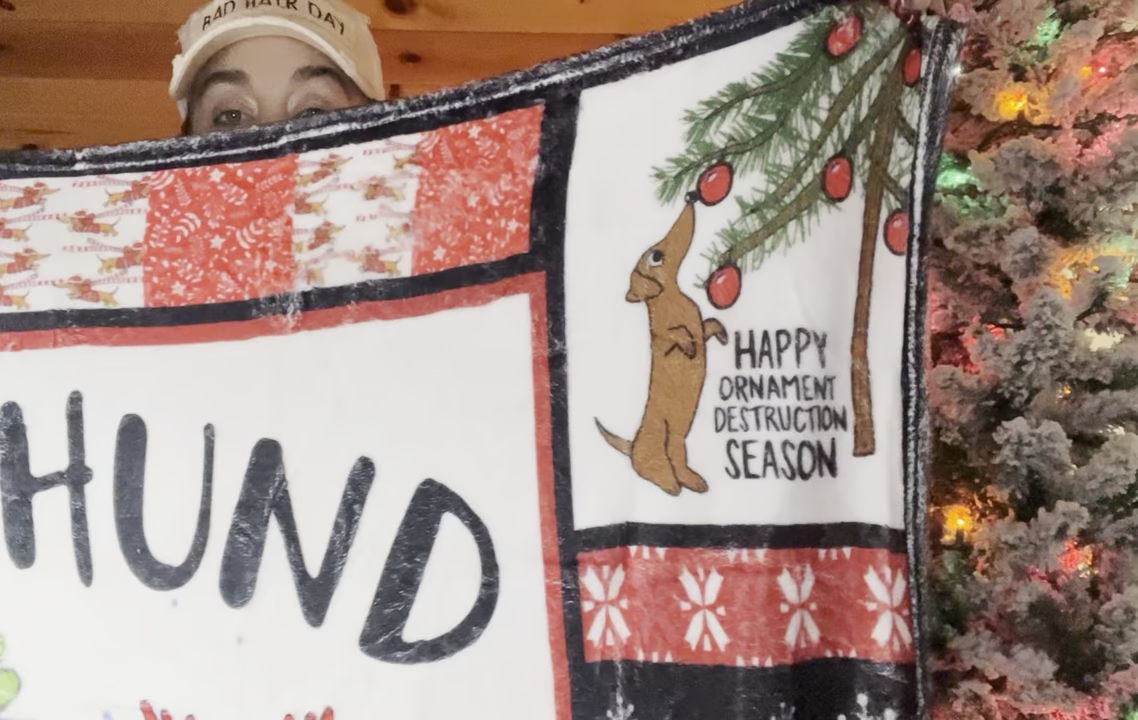 BAD HAIR DAY
HUND
HAPPY
ORNAMENT
DESTRUCTION
SEASON